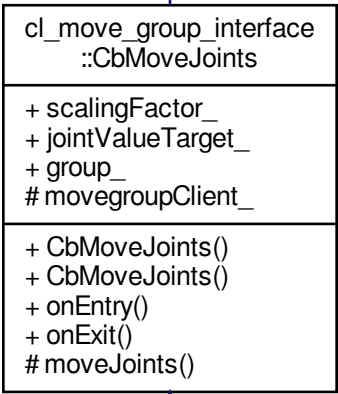 cl_move_group_interface
::CbMoveJoints
+ scalingFactor_
+ jointValueTarget_
+ group_
# movegroupClient_
+ CbMoveJoints()
+ CbMoveJoints()
+ onEntry()
+ onExit()
# moveJoints()